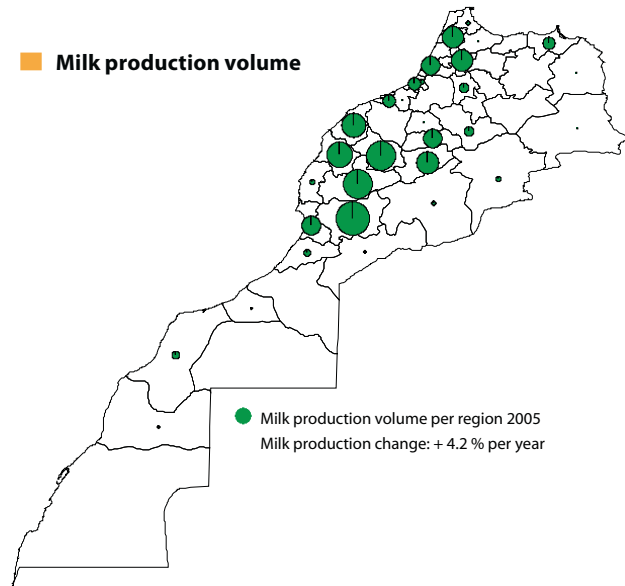 Milk production volume
Milk production volume per region 2005
Milk production change: + 4.2 % per year